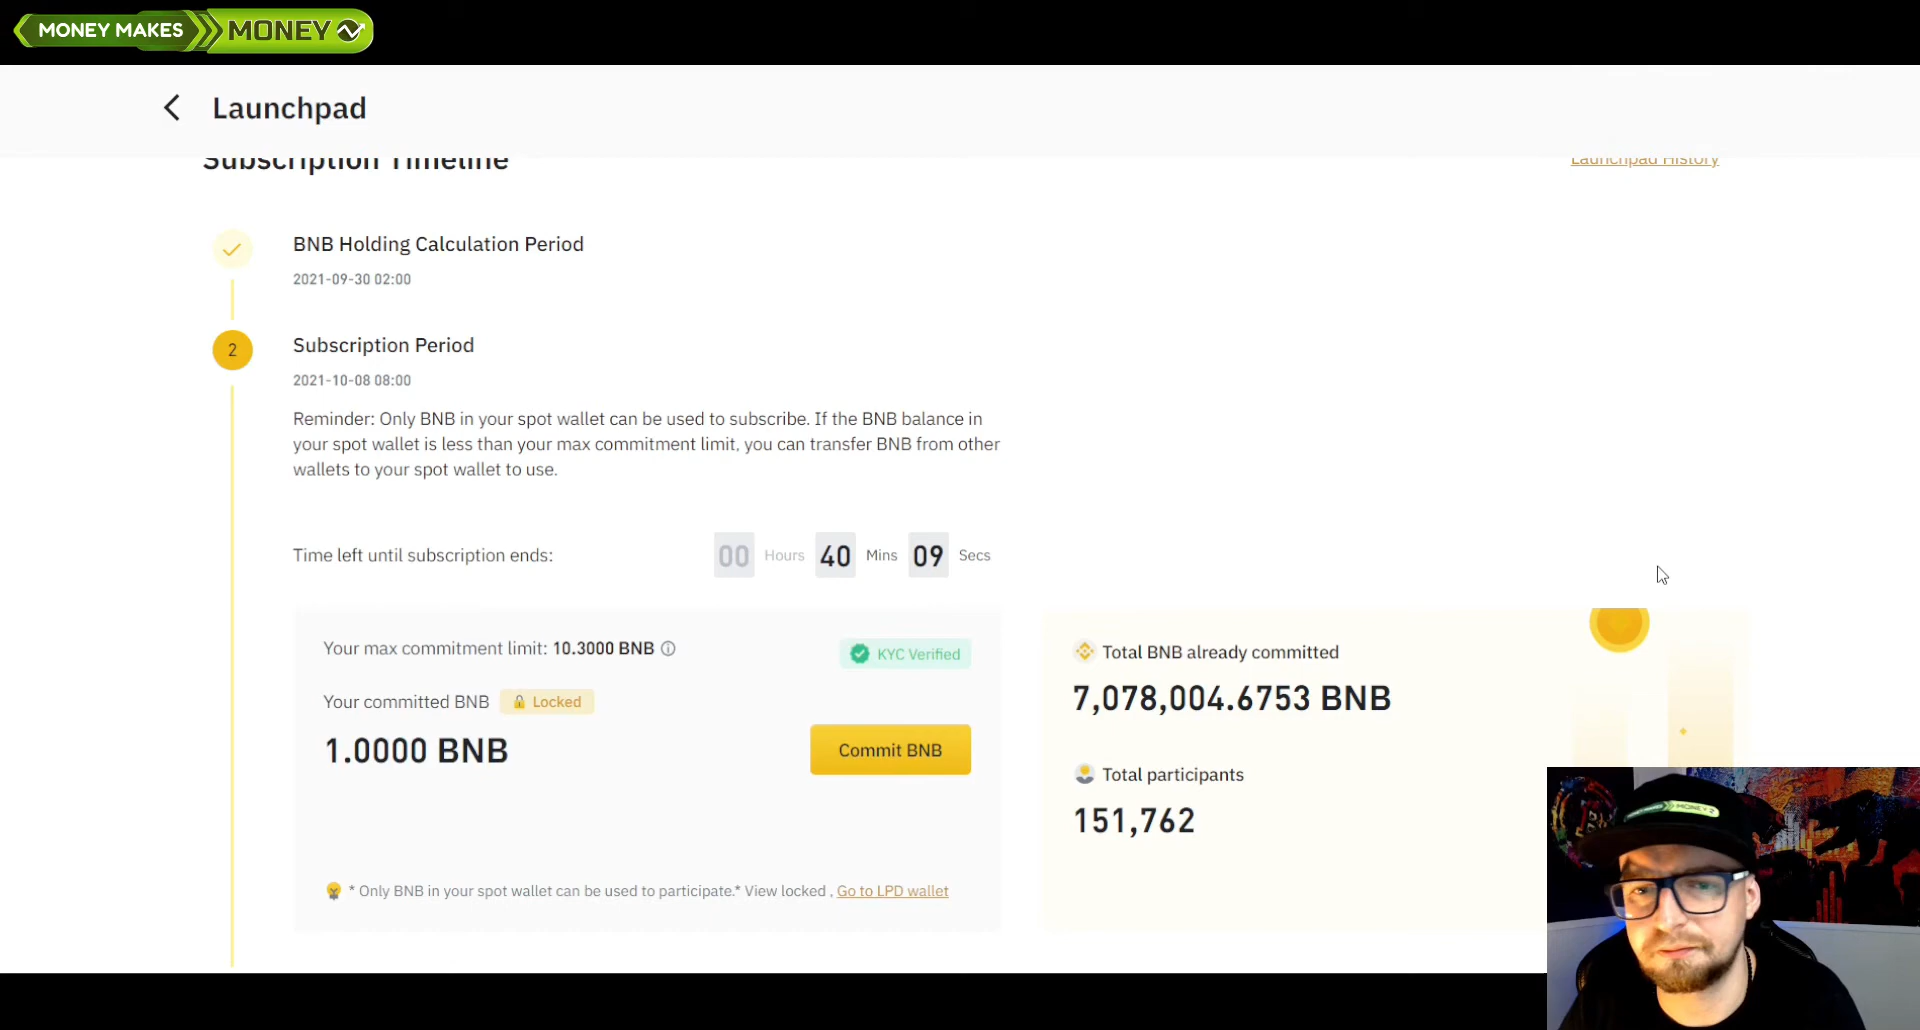 MONEY MAKES MONEY
Launchpad
Subscription Timeline
Launchpad History
BNB Holding Calculation Period
2021-09-30 02:00
2
Subscription Period
2021-10-08 08:00
Reminder: Only BNB in your spot wallet can be used to subscribe. If the BNB balance in
your spot wallet is less than your max commitment limit, you can transfer BNB from other
wallets to your spot wallet to use.
Time left until subscription ends:
00 Hours 40 Mins 09 Secs
Your max commitment limit: 10.3000 BNB
KYC Verified
Your committed BNB
Locked
1.0000 BNB
Commit BNB
* Only BNB in your spot wallet can be used to participate.* View locked , Go to LPD wallet
Total BNB already committed
7,078,004.6753 BNB
Total participants
151,762